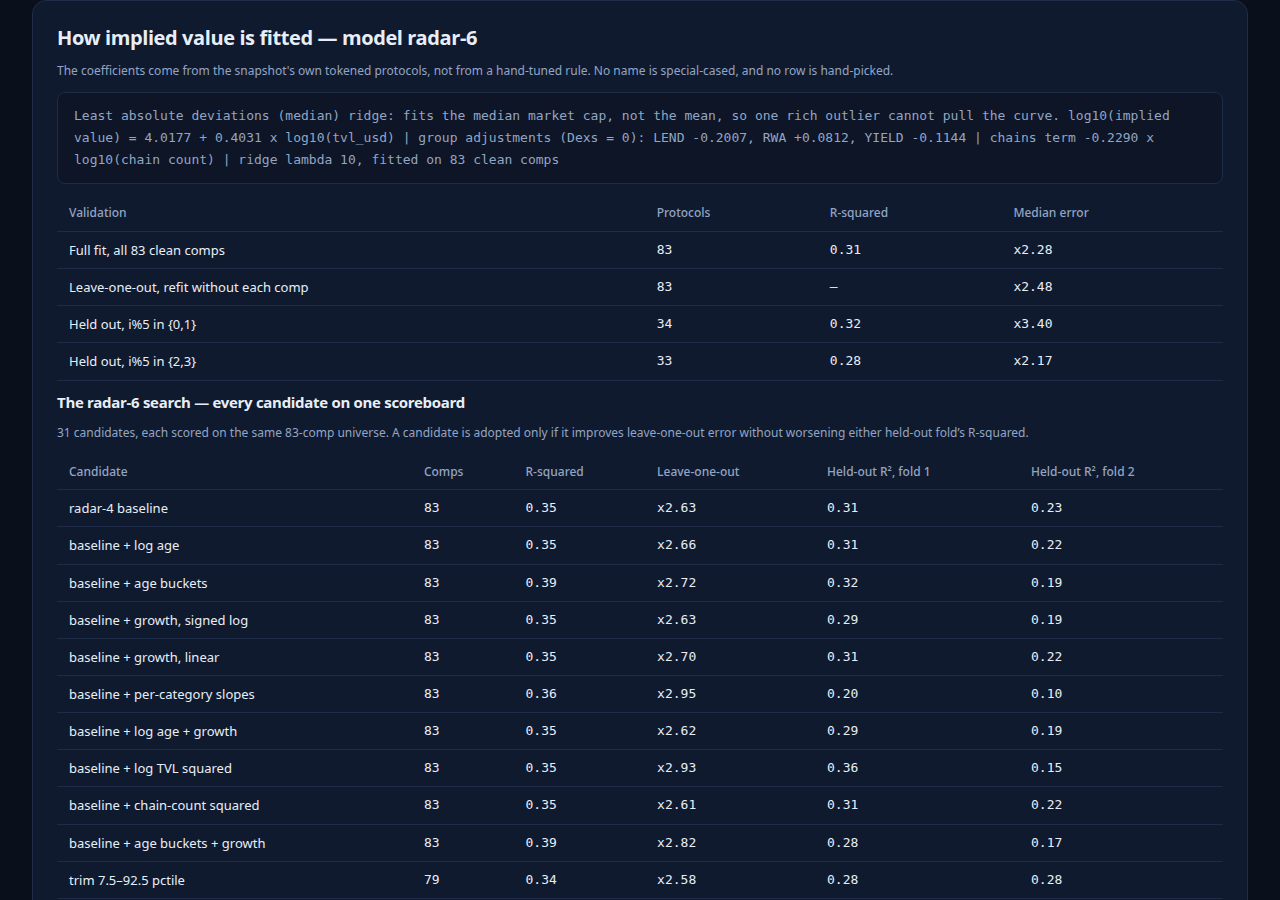 How implied value is fitted — model radar-6
The coefficients come from the snapshot's own tokened protocols, not from a hand-tuned rule. No name is special-cased, and no row is hand-picked.
Least absolute deviations (median) ridge: fits the median market cap, not the mean, so one rich outlier cannot pull the curve. log10(implied
value) = 4.0177 + 0.4031 x log10(tvl_usd) | group adjustments (Dexs = 0): LEND -0.2007, RWA +0.0812, YIELD -0.1144 | chains term -0.2290 x
log10(chain count) | ridge lambda 10, fitted on 83 clean comps
Validation Protocols R-squared Median error
Full fit, all 83 clean comps 83 0.31 x2.28
Leave-one-out, refit without each comp 83 — x2.48
Held out, i%5 in {0,1} 34 0.32 x3.40
Held out, i%5 in {2,3} 33 0.28 x2.17
The radar-6 search — every candidate on one scoreboard
31 candidates, each scored on the same 83-comp universe. A candidate is adopted only if it improves leave-one-out error without worsening either held-out fold's R-squared.
Candidate Comps R-squared Leave-one-out Held-out R², fold 1 Held-out R², fold 2
radar-4 baseline 83 0.35 x2.63 0.31 0.23
baseline + log age 83 0.35 x2.66 0.31 0.22
baseline + age buckets 83 0.39 x2.72 0.32 0.19
baseline + growth, signed log 83 0.35 x2.63 0.29 0.19
baseline + growth, linear 83 0.35 x2.70 0.31 0.22
baseline + per-category slopes 83 0.36 x2.95 0.20 0.10
baseline + log age + growth 83 0.35 x2.62 0.29 0.19
baseline + log TVL squared 83 0.35 x2.93 0.36 0.15
baseline + chain-count squared 83 0.35 x2.61 0.31 0.22
baseline + age buckets + growth 83 0.39 x2.82 0.28 0.17
trim 7.5–92.5 pctile 79 0.34 x2.58 0.28 0.28